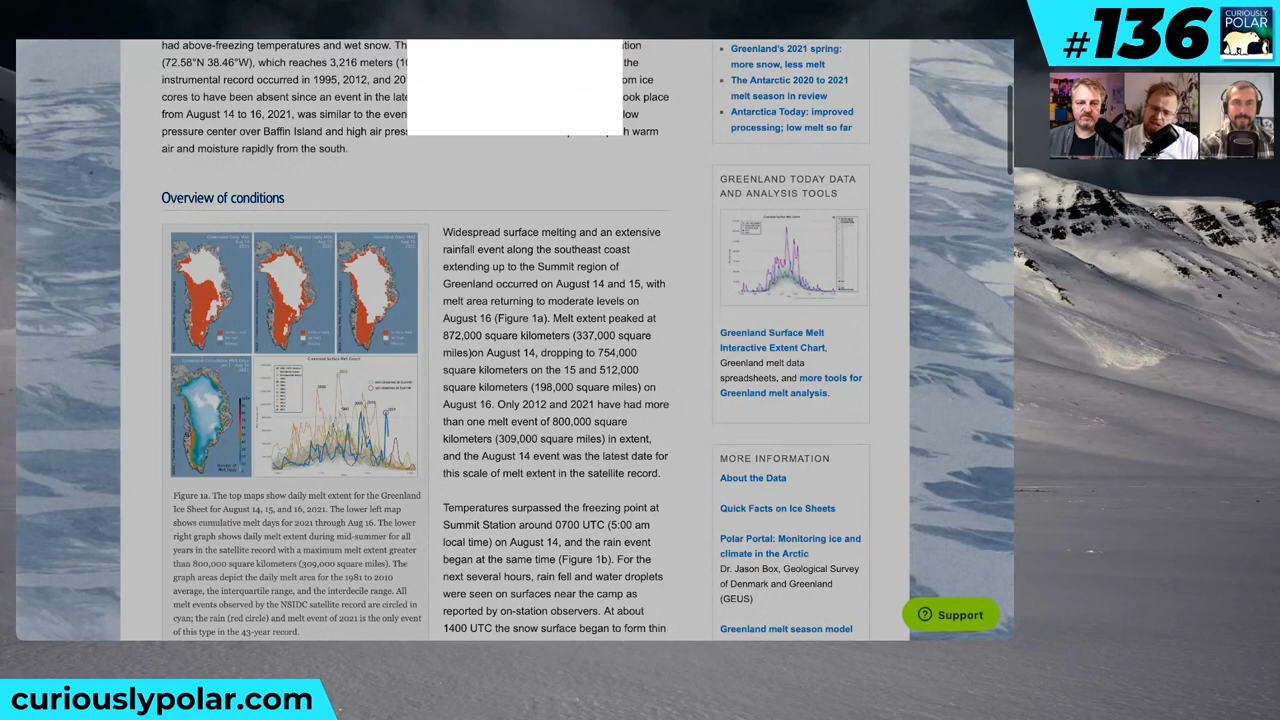 #136
CURIOUSLY
POLAR
had above-freezing temperatures and wet snow. Th
(72.58°N 38.46°W), which reaches 3,216 meters (10 the
instrumental record occurred in 1995, 2012, and 20 om ice
cores to have been absent since an event in the late ook place
from August 14 to 16, 2021, was similar to the even low
pressure center over Baffin Island and high air pres h warm
air and moisture rapidly from the south.
Overview of conditions
Widespread surface melting and an extensive
rainfall event along the southeast coast
extending up to the Summit region of
Greenland occurred on August 14 and 15, with
melt area returning to moderate levels on
August 16 (Figure 1a). Melt extent peaked at
872,000 square kilometers (337,000 square
miles)on August 14, dropping to 754,000
square kilometers on the 15 and 512,000
square kilometers (198,000 square miles) on
August 16. Only 2012 and 2021 have had more
than one melt event of 800,000 square
kilometers (309,000 square miles) in extent,
and the August 14 event was the latest date for
this scale of melt extent in the satellite record.
Temperatures surpassed the freezing point at
Summit Station around 0700 UTC (5:00 am
local time) on August 14, and the rain event
began at the same time (Figure 1b). For the
next several hours, rain fell and water droplets
were seen on surfaces near the camp as
reported by on-station observers. At about
1400 UTC the snow surface began to form thin
Figure 1a. The top maps show daily melt extent for the Greenland
Ice Sheet for August 14, 15, and 16, 2021. The lower left map
shows cumulative melt days for 2021 through Aug 16. The lower
right graph shows daily melt extent during mid-summer for all
years in the satellite record with a maximum melt extent greater
than 800,000 square kilometers (309,000 square miles). The
graph areas depict the daily melt area for the 1981 to 2010
average, the interquartile range, and the interdecile range. All
melt events observed by the NSIDC satellite record are circled in
cyan; the rain (red circle) and melt event of 2021 is the only event
of this type in the 43-year record.
Greenland's 2021 spring:
more snow, less melt
The Antarctic 2020 to 2021
melt season in review
Antarctica Today: improved
processing; low melt so far
GREENLAND TODAY DATA
AND ANALYSIS TOOLS
Greenland Surface Melt
Interactive Extent Chart,
Greenland melt data
spreadsheets, and more tools for
Greenland melt analysis.
MORE INFORMATION
About the Data
Quick Facts on Ice Sheets
Polar Portal: Monitoring ice and
climate in the Arctic
Dr. Jason Box, Geological Survey
of Denmark and Greenland
(GEUS)
Greenland melt season model
Support
curiouslypolar.com